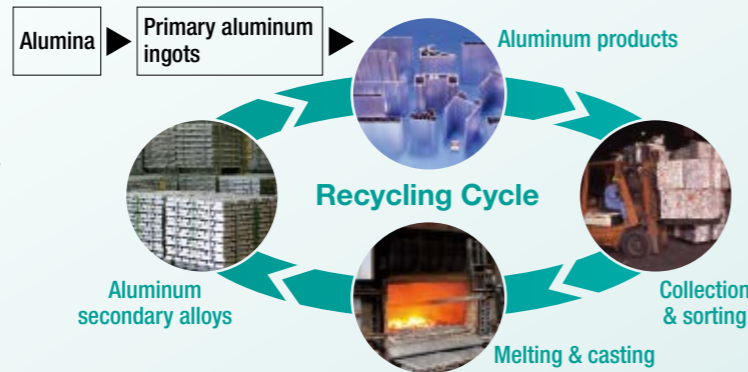 Alumina
Primary aluminum
ingots
Aluminum products
Recycling Cycle
Aluminum
secondary alloys
Collection
& sorting
Melting & casting